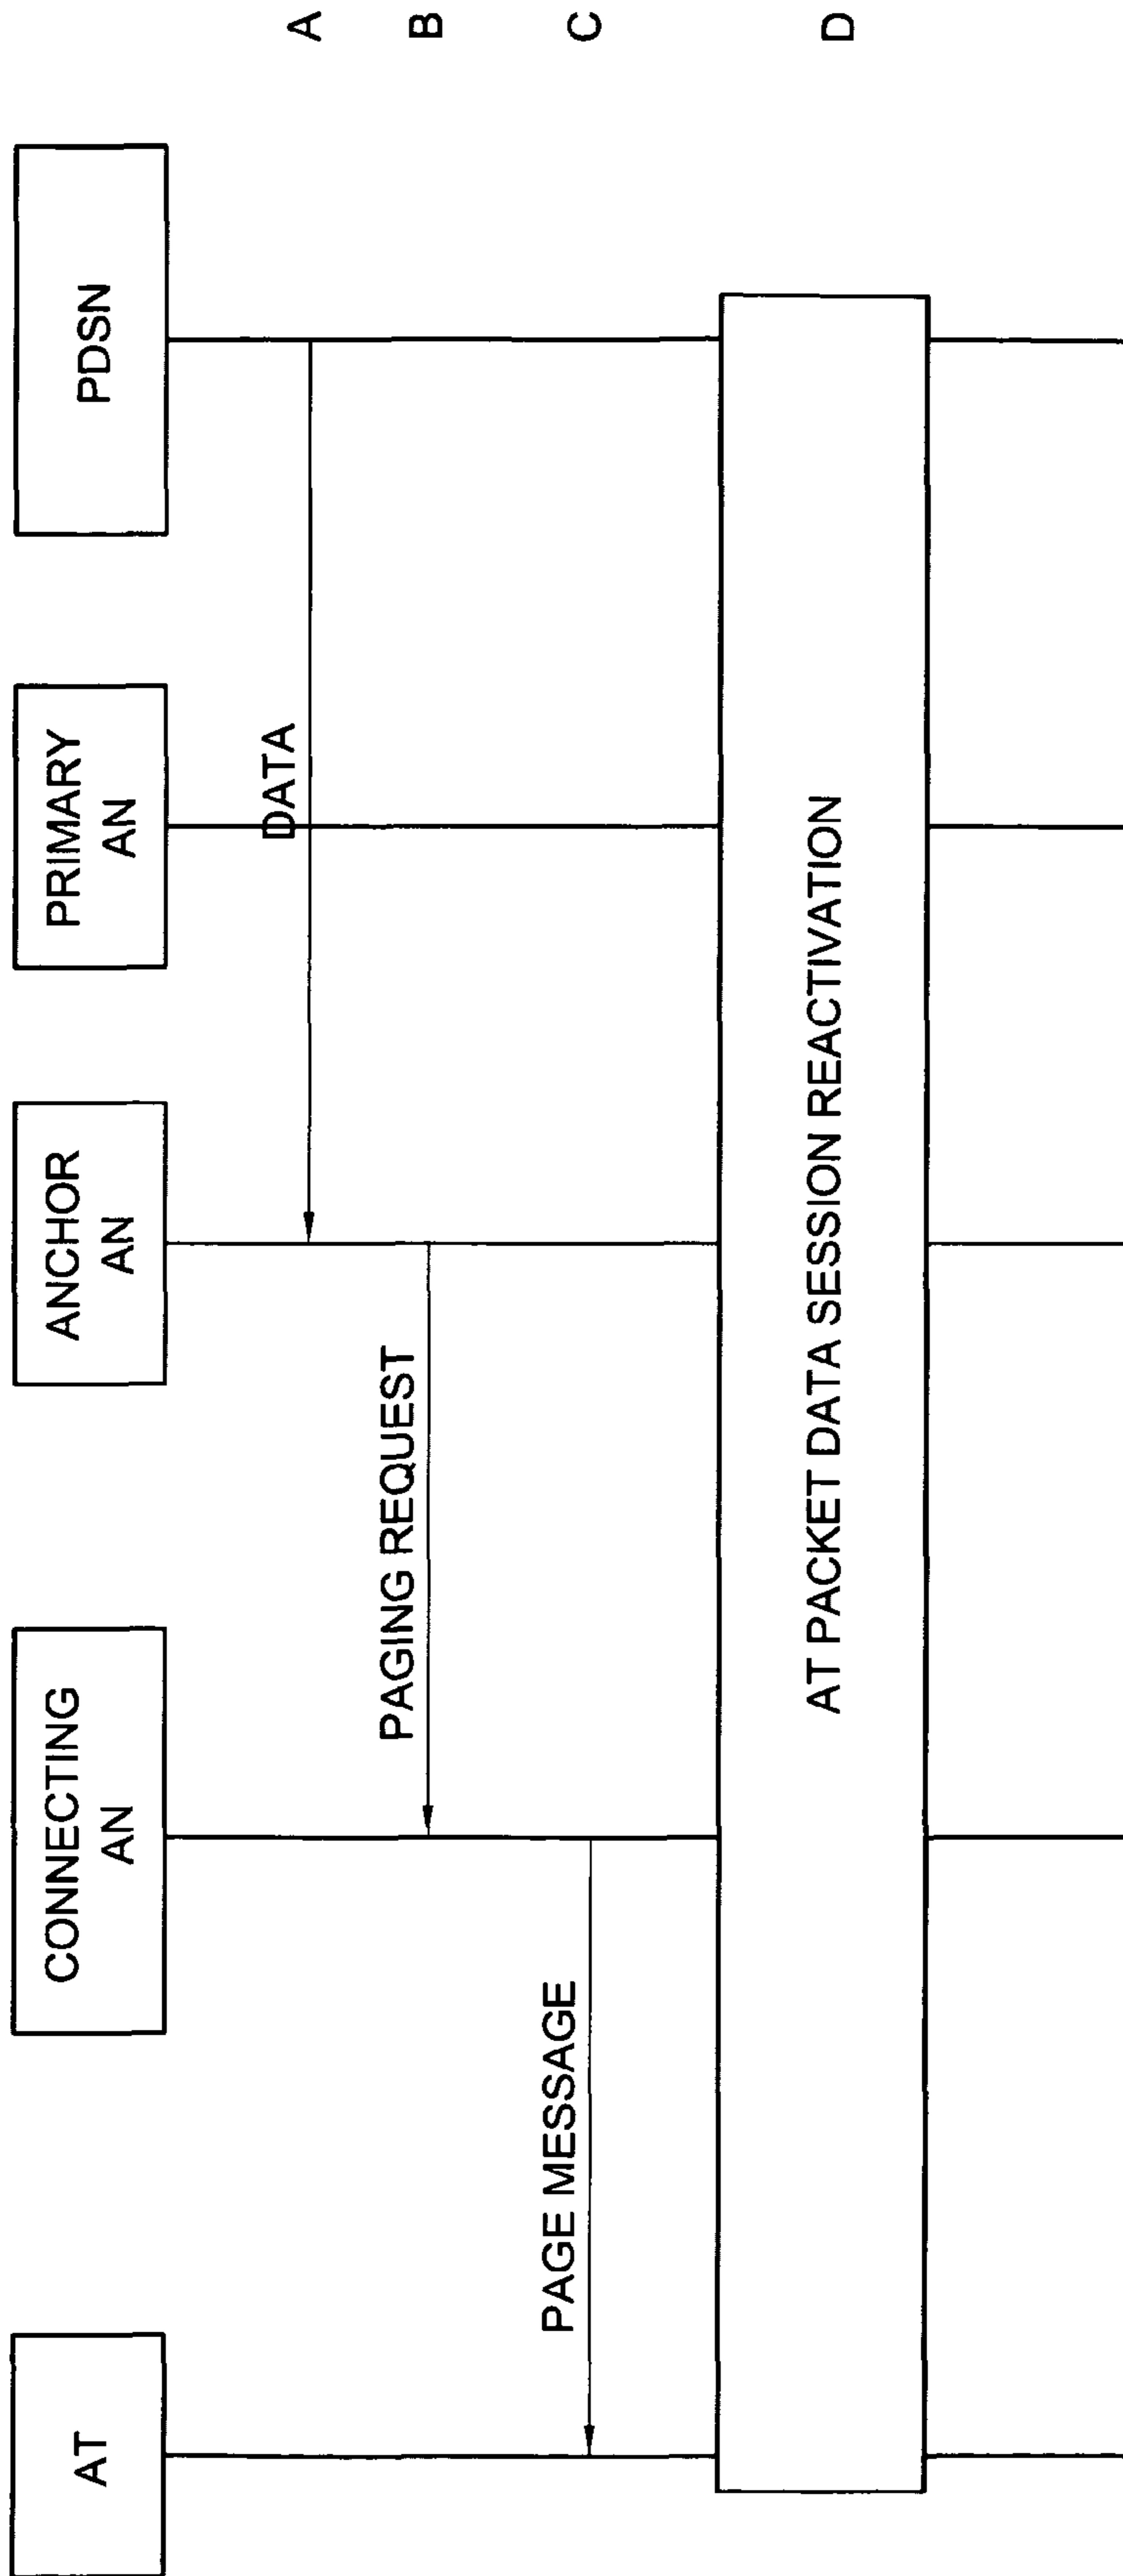 AT
CONNECTING
AN
ANCHOR
AN
PRIMARY
AN
PDSN
DATA
A
PAGING REQUEST
B
PAGE MESSAGE
C
AT PACKET DATA SESSION REACTIVATION
D